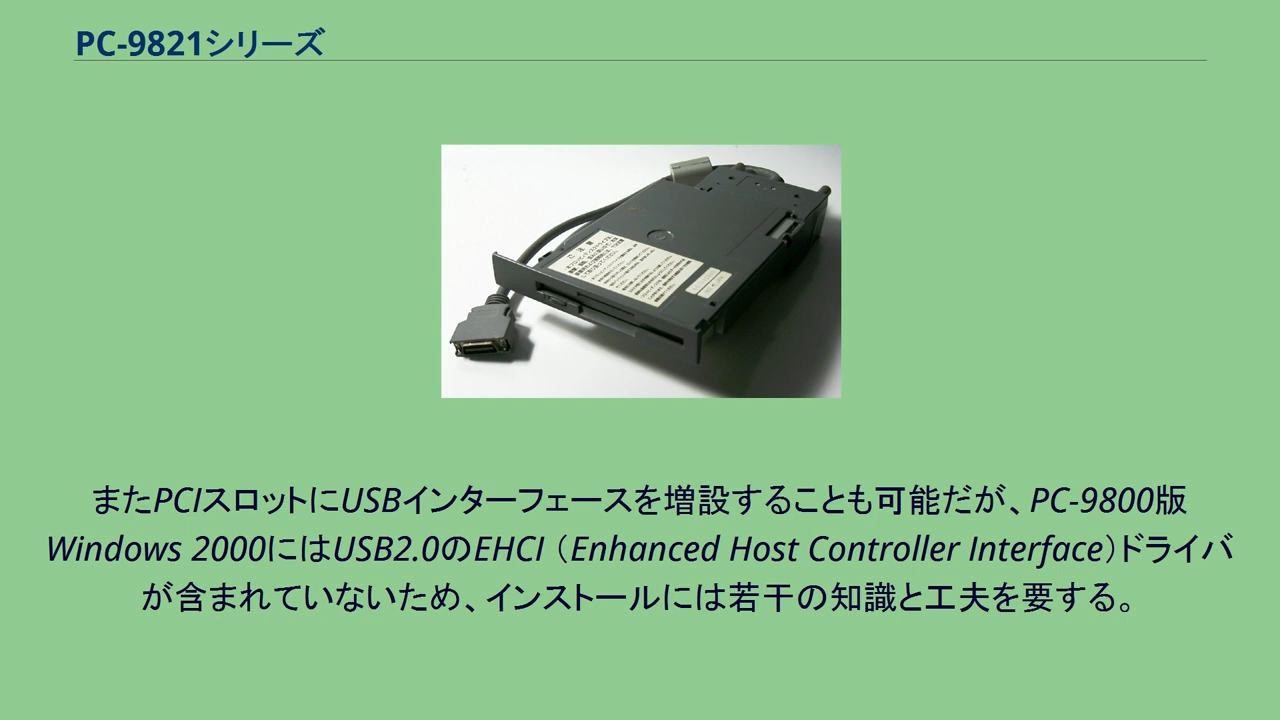 PC-9821シリーズ
ご注意
またPCIスロットにUSBインターフェースを増設することも可能だが、PC-9800版
Windows 2000にはUSB2.0のEHCI（Enhanced Host Controller Interface）ドライバ
が含まれていないため、インストールには若干の知識と工夫を要する。